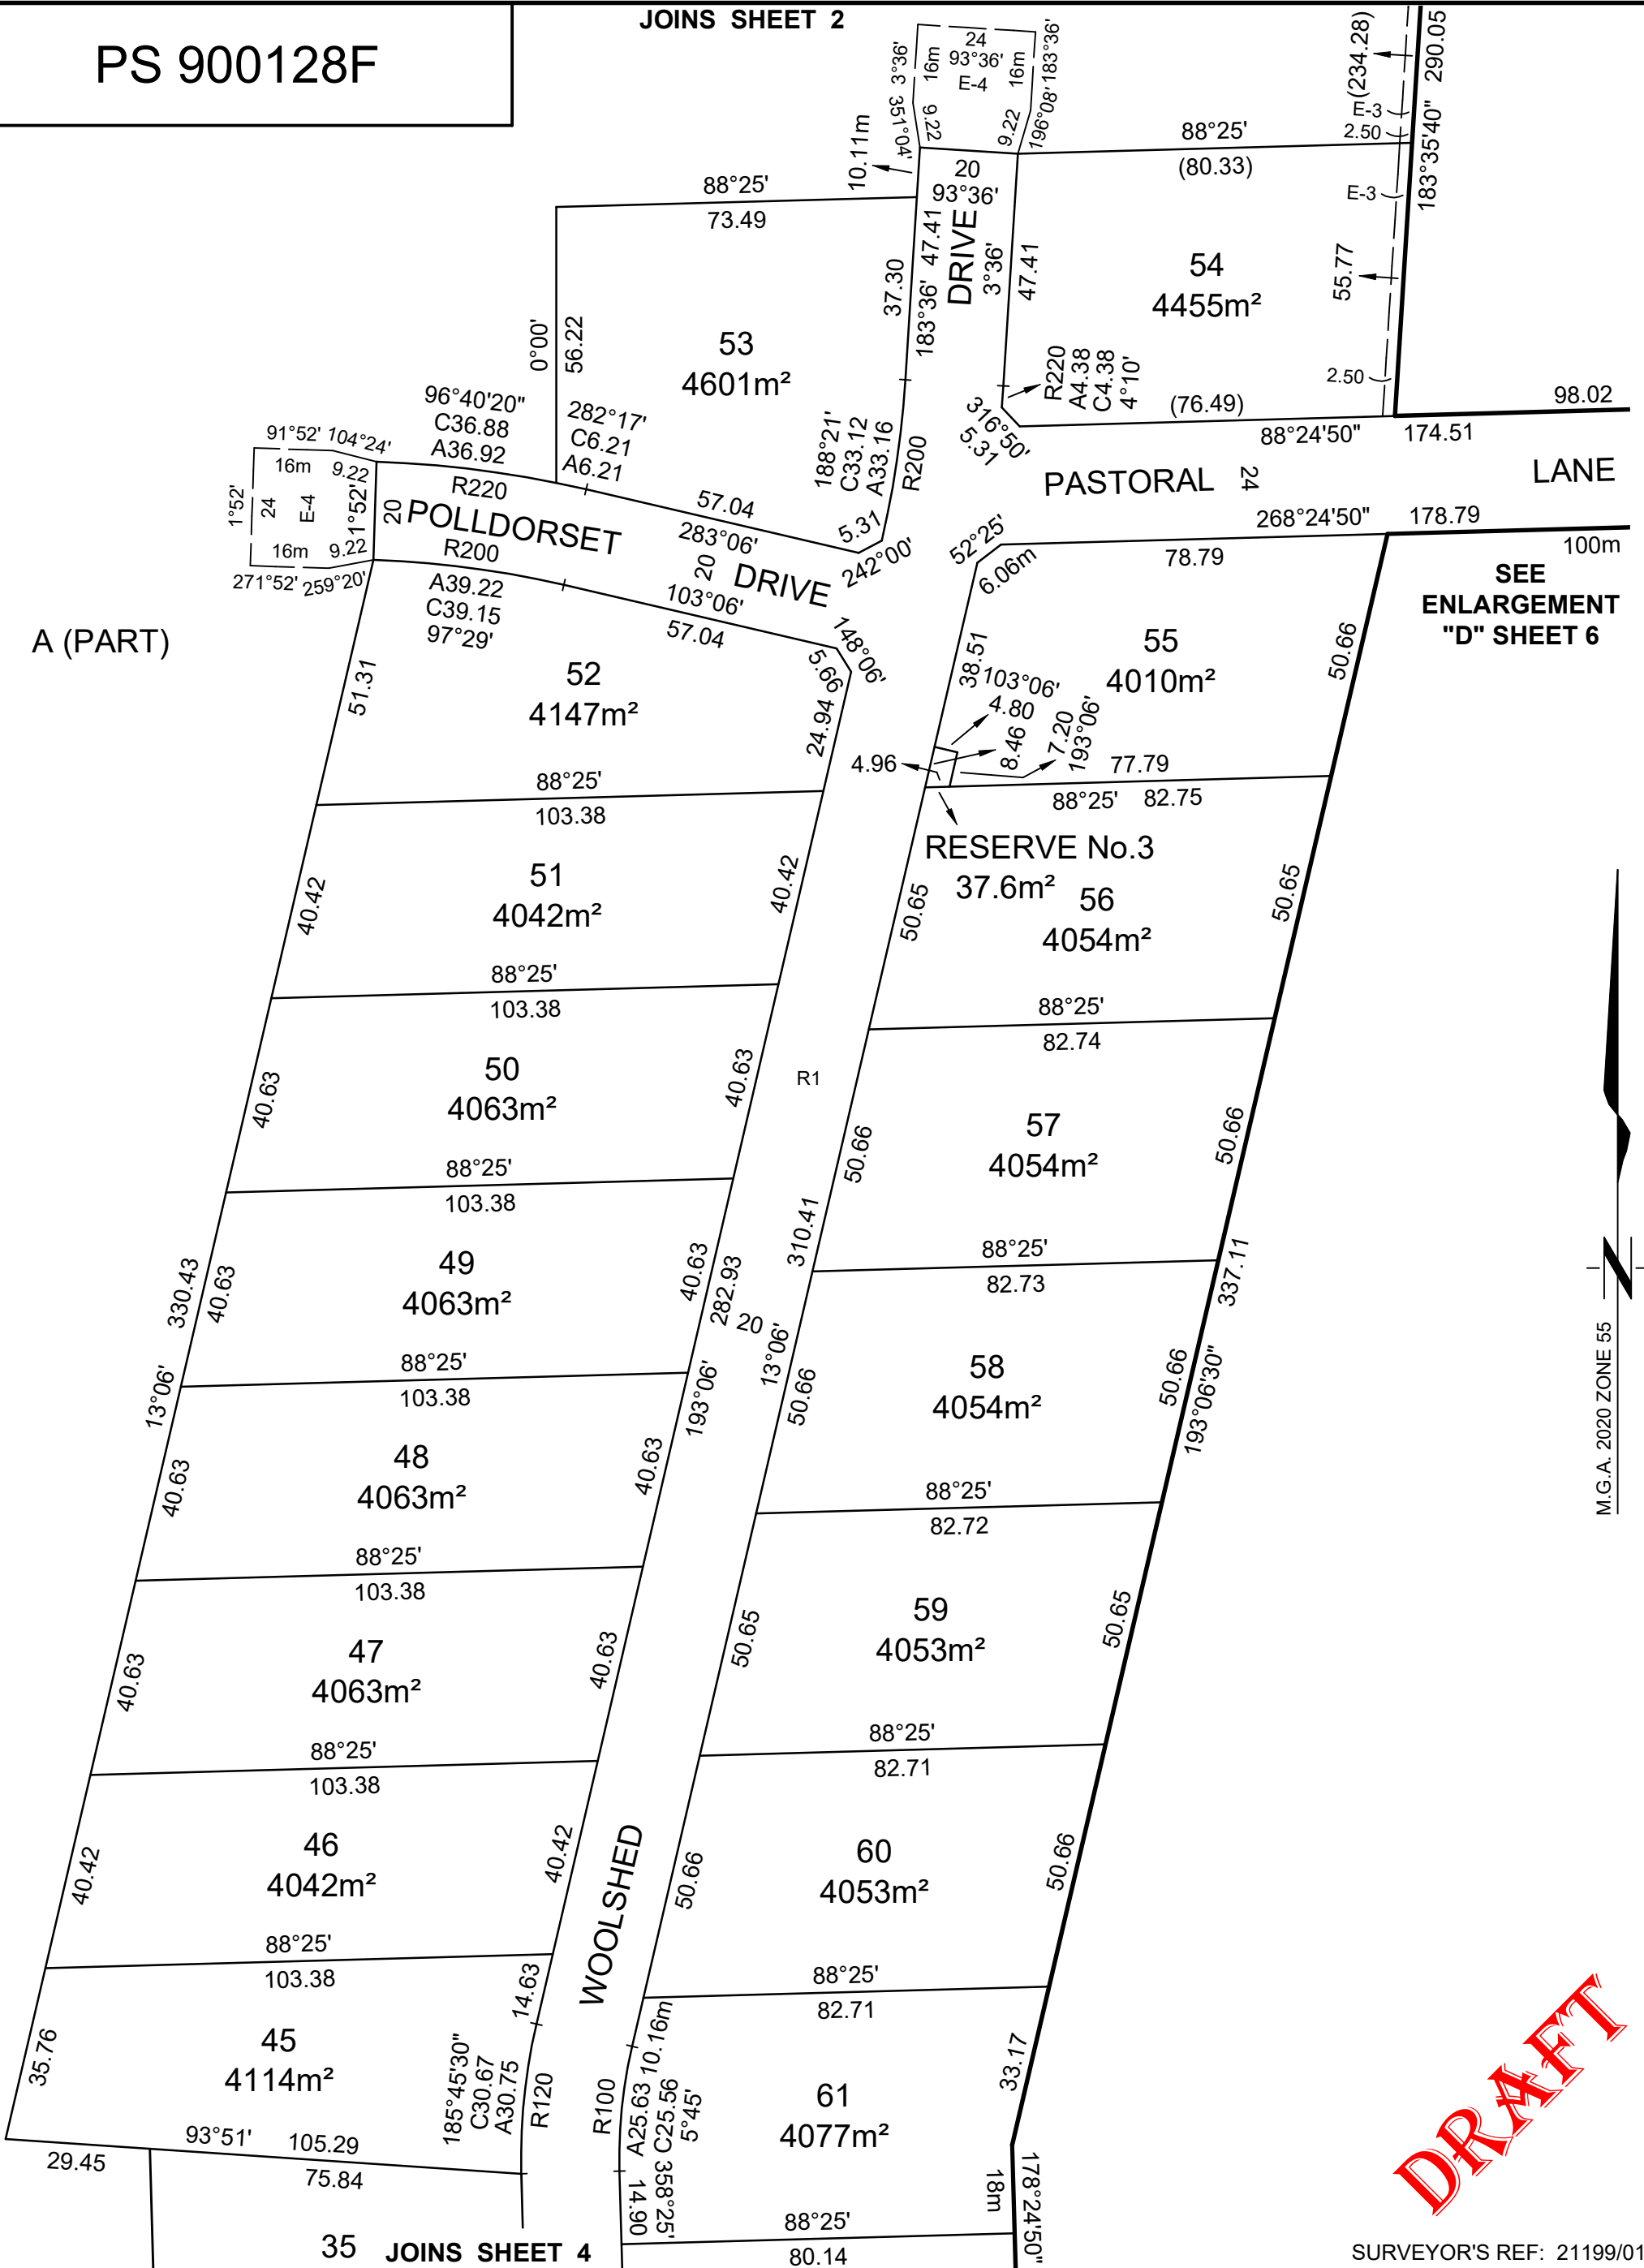 PS 900128F
JOINS SHEET 2
24
93°36'
E-4
16m
16m
3°36'
183°36'
9.22
9.22
351°04'
196°08'
10.11m
20
93°36'
88°25'
(80.33)
(234.28)
290.05
E-3
2.50
183°35'40"
E-3
55.77
2.50
88°25'
73.49
37.30
183°36'
47.41
DRIVE
3°36'
47.41
54
4455m²
53
4601m²
0°00'
56.22
R220
A4.38
C4.38
4°10'
316°50'
5.31
(76.49)
88°24'50"
174.51
98.02
96°40'20"
C36.88
A36.92
282°17'
C6.21
A6.21
188°21'
C33.12
A33.16
R200
91°52'
104°24'
16m
9.22
1°52'
24
E-4
1°52'
20
16m
9.22
271°52'
259°20'
R220
POLLDORSET
R200
57.04
283°06'
20
DRIVE
103°06'
57.04
5.31
242°00'
PASTORAL
24
LANE
268°24'50"
178.79
52°25'
6.06m
78.79
100m
SEE
ENLARGEMENT
"D" SHEET 6
A39.22
C39.15
97°29'
A (PART)
148°06'
5.66
51.31
52
4147m²
24.94
38.51
103°06'
4.80
8.46
7.20
193°06'
4.96
55
4010m²
50.66
77.79
88°25'
82.75
RESERVE No.3
37.6m²
88°25'
103.38
51
4042m²
40.42
40.42
50.65
56
4054m²
50.65
88°25'
103.38
88°25'
82.74
50
4063m²
40.63
40.63
R1
57
4054m²
50.66
50.66
88°25'
103.38
310.41
88°25'
82.73
49
4063m²
330.43
40.63
40.63
282.93
20
13°06'
337.11
193°06'30"
88°25'
103.38
13°06'
193°06'
50.66
58
4054m²
50.66
M.G.A. 2020 ZONE 55
N
48
4063m²
40.63
40.63
88°25'
82.72
88°25'
103.38
59
4053m²
50.65
50.65
47
4063m²
40.63
40.63
88°25'
103.38
88°25'
82.71
46
4042m²
40.42
40.42
WOOLSHED
60
4053m²
50.66
50.66
88°25'
103.38
88°25'
82.71
45
4114m²
35.76
14.63
185°45'30"
C30.67
A30.75
R120
R100
A25.63
10.16m
C25.56
5°45'
61
4077m²
33.17
93°51'
105.29
29.45
75.84
14.90
358°25'
18m
178°24'50"
88°25'
80.14
35
JOINS SHEET 4
DRAFT
SURVEYOR'S REF: 21199/01